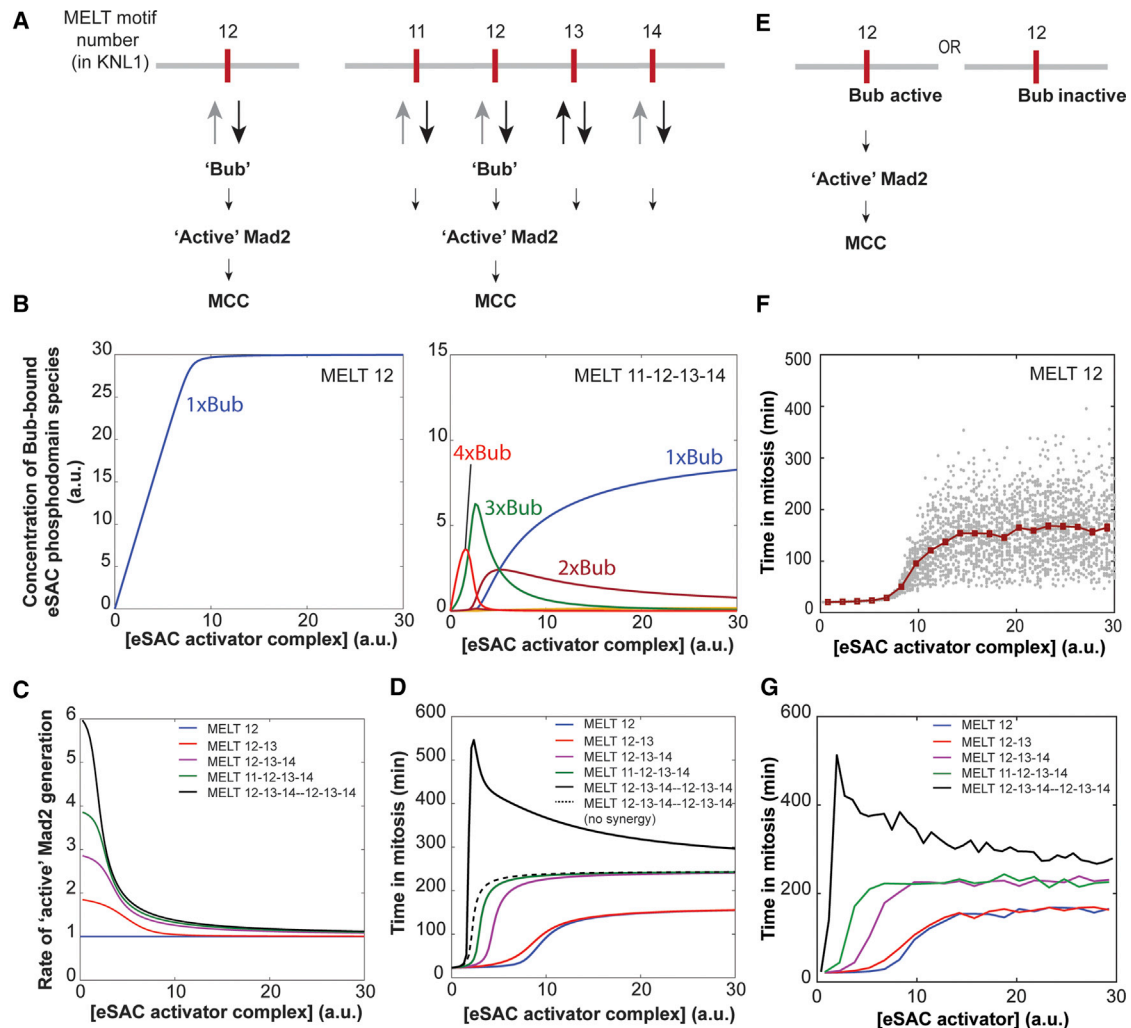 A
MELT motif
number
(in KNL1)
12
11
12
13
14
'Bub'
'Bub'
'Active' Mad2
'Active' Mad2
MCC
MCC
E
12
OR
12
Bub active
Bub inactive
'Active' Mad2
MCC
B
Concentration of Bub-bound
eSAC phosphodomain species
(a.u.)
30
20
10
0
MELT 12
1xBub
0
10
20
30
[eSAC activator complex] (a.u.)
15
10
5
0
MELT 11-12-13-14
4xBub
3xBub
1xBub
2xBub
0
10
20
30
[eSAC activator complex] (a.u.)
F
Time in mitosis (min)
500
400
300
200
100
0
MELT 12
0
10
20
30
[eSAC activator complex] (a.u.)
C
Rate of 'active' Mad2 generation
6
5
4
3
2
1
0
MELT 12
MELT 12-13
MELT 12-13-14
MELT 11-12-13-14
MELT 12-13-14--12-13-14
0
10
20
30
[eSAC activator complex] (a.u.)
D
Time in mitosis (min)
600
500
400
300
200
100
0
MELT 12
MELT 12-13
MELT 12-13-14
MELT 11-12-13-14
MELT 12-13-14--12-13-14
MELT 12-13-14--12-13-14
(no synergy)
0
10
20
30
[eSAC activator complex] (a.u.)
G
Time in mitosis (min)
600
400
200
0
MELT 12
MELT 12-13
MELT 12-13-14
MELT 11-12-13-14
MELT 12-13-14--12-13-14
0
10
20
30
[eSAC activator] (a.u.)